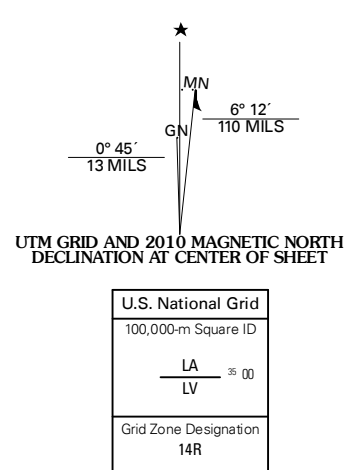 ★
MN
6° 12´
110 MILS
GN
0° 45´
13 MILS
UTM GRID AND 2010 MAGNETIC NORTH
DECLINATION AT CENTER OF SHEET
U.S. National Grid
100,000-m Square ID
LA
35 00
LV
Grid Zone Designation
14R